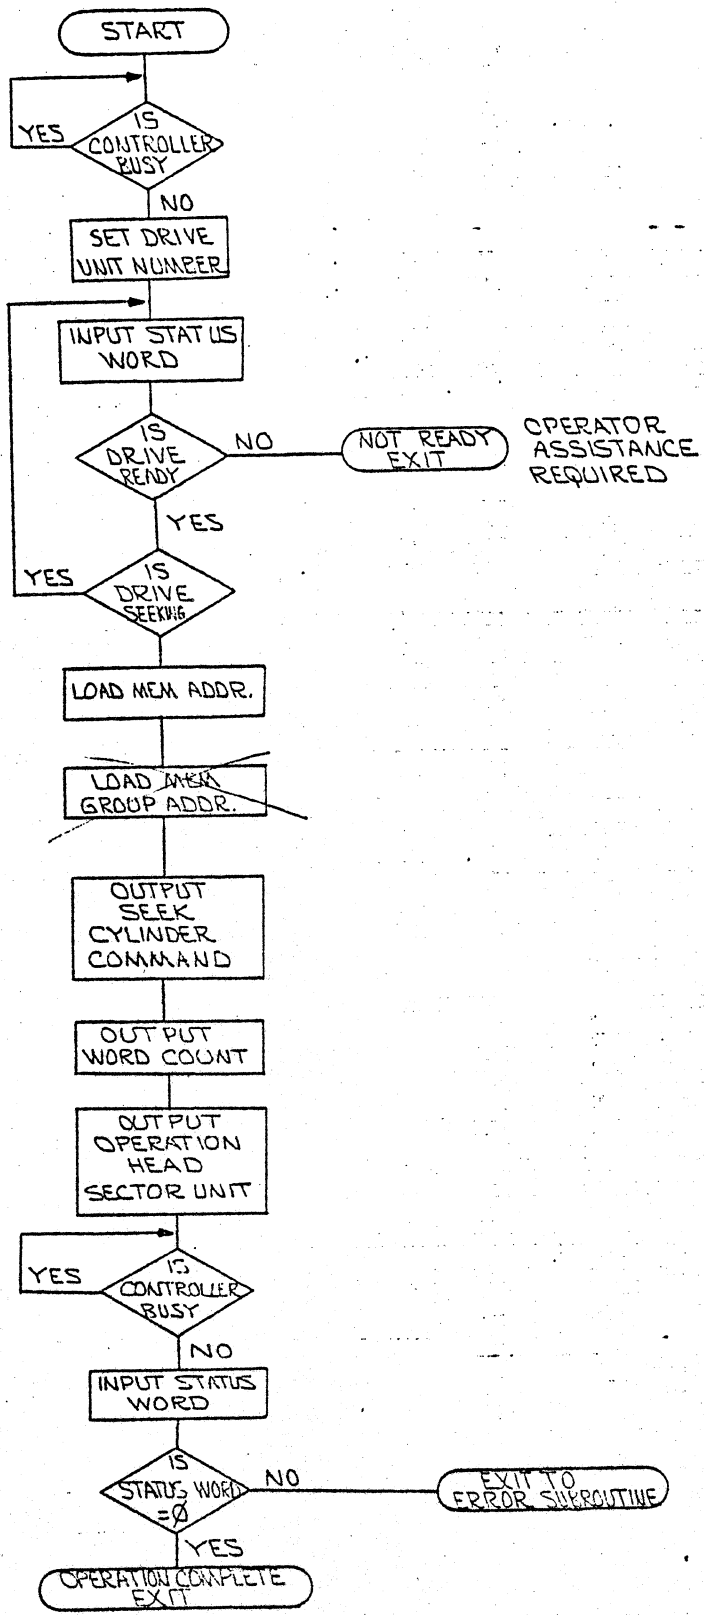 START
YES
IS
CONTROLLER
BUSY
NO
SET DRIVE
UNIT NUMBER
INPUT STATUS
WORD
IS
DRIVE
READY
NO
NOT READY
EXIT
OPERATOR
ASSISTANCE
REQUIRED
YES
YES
IS
DRIVE
SEEKING
LOAD MEM ADDR.
LOAD MEM
GROUP ADDR.
OUTPUT
SEEK
CYLINDER
COMMAND
OUTPUT
WORD COUNT
OUTPUT
OPERATION
HEAD
SECTOR UNIT
YES
IS
CONTROLLER
BUSY
NO
INPUT STATUS
WORD
IS
STATUS WORD
=Ø
NO
EXIT TO
ERROR SUBROUTINE
YES
OPERATION COMPLETE
EXIT